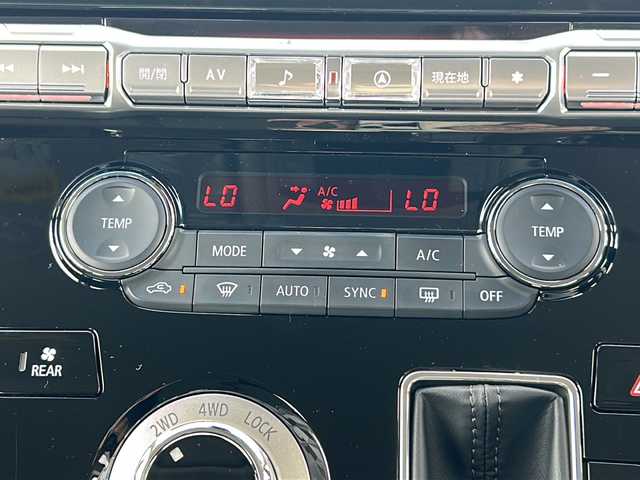 開/閉 AV 現在地
LO A/C LO
TEMP TEMP
MODE A/C
AUTO SYNC OFF
REAR
2WD 4WD LOCK